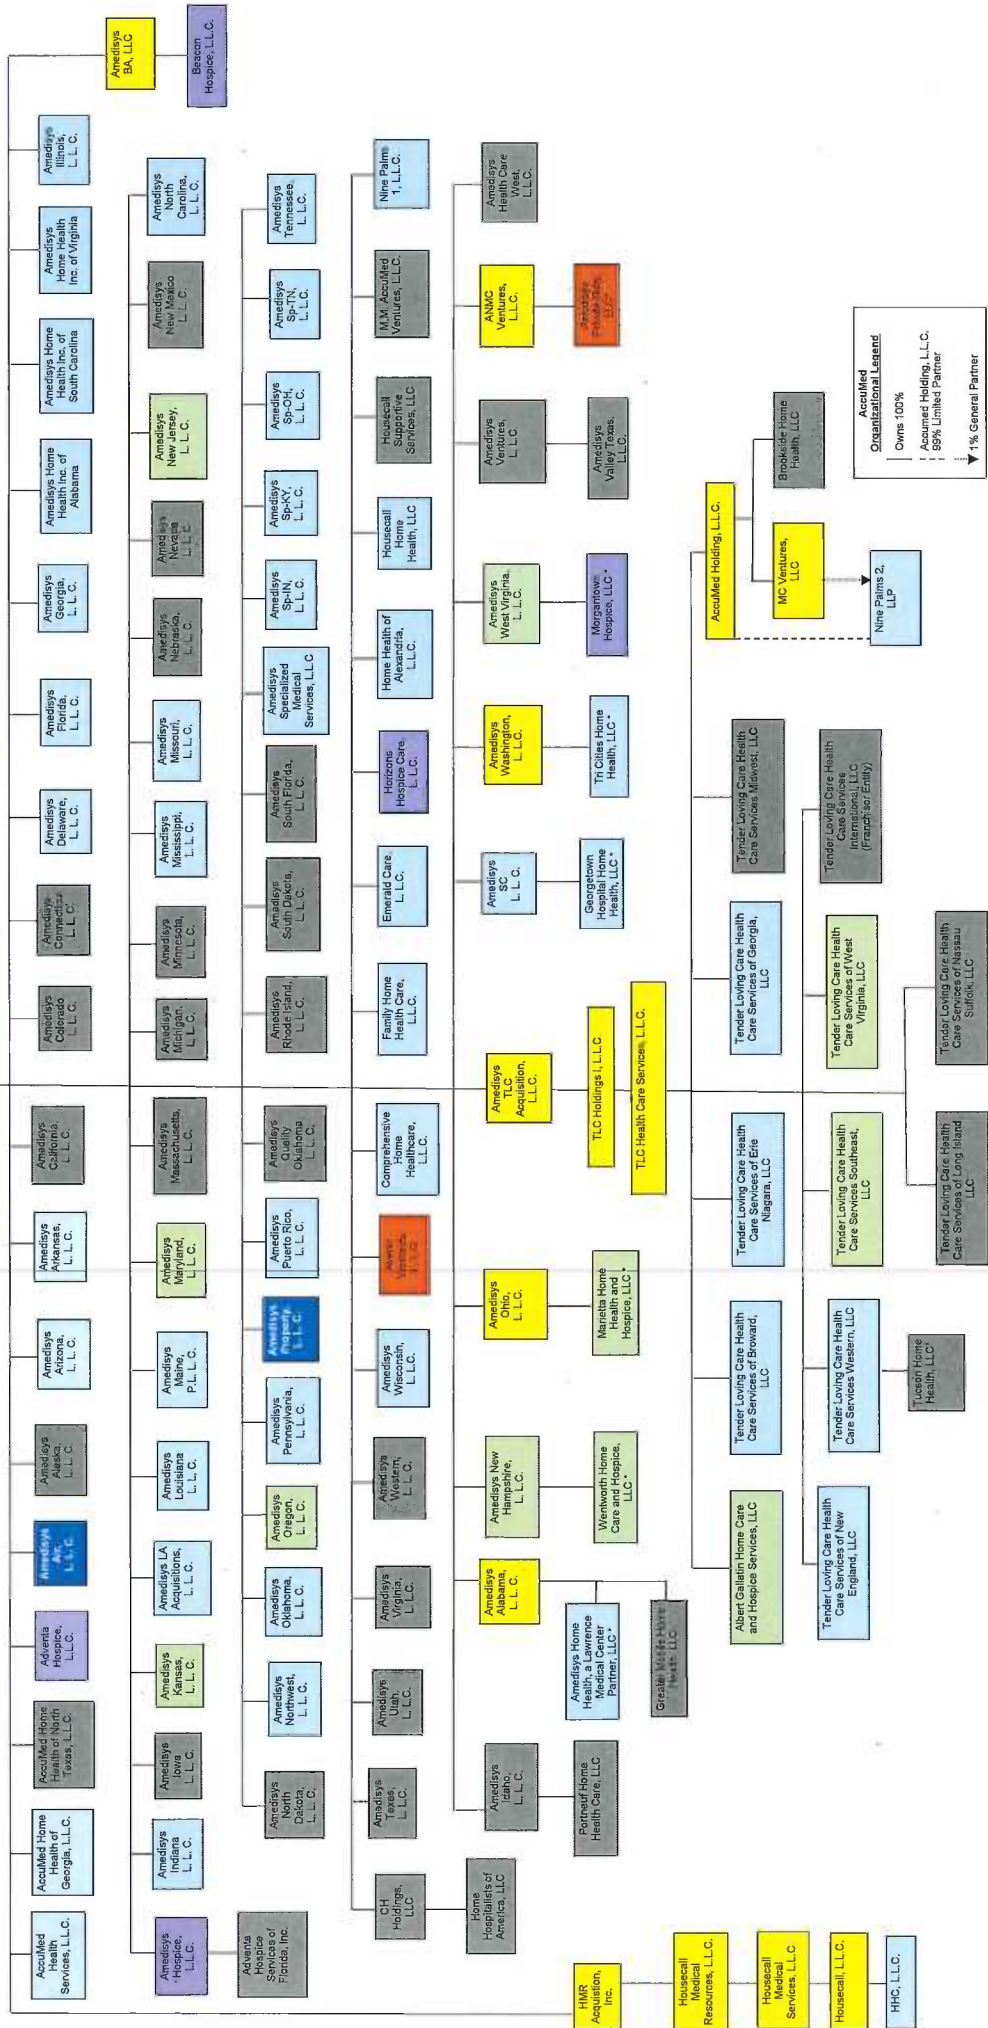 AccuMed
Health
Services, L.L.C.
AccuMed Home
Health of
Georgia, L.L.C.
AccuMed Home
Health of North
Texas, L.L.C.
Adventa
Hospice,
L.L.C.
Amedisys
Air,
L. L. C.
Amedisys
Alaska,
L. L. C.
Amedisys
Arizona,
L. L. C.
Amedisys
Arkansas,
L. L. C.
Amedisys
California,
L. L. C.
Amedisys
Colorado
L. L. C.
Amedisys
Connecticut
L. L. C.
Amedisys
Delaware,
L. L. C.
Amedisys
Florida,
L. L. C.
Amedisys
Georgia,
L. L. C.
Amedisys Home
Health Inc. of
Alabama
Amedisys Home
Health Inc. of
South Carolina
Amedisys
Home Health
Inc. of Virginia
Amedisys
Illinois,
L. L. C.
Amedisys
BA, LLC
Beacon
Hospice, L.L.C.
Amedisys
Hospice,
L.L.C.
Adventa
Hospice
Services of
Florida, Inc.
Amedisys
Indiana
L. L. C.
Amedisys
Iowa
L. L. C.
Amedisys
Kansas,
L. L. C.
Amedisys LA
Acquisitions,
L. L. C.
Amedisys
Louisiana
L. L. C.
Amedisys
Maine,
P.L. L. C.
Amedisys
Maryland,
L. L. C.
Amedisys
Massachusetts,
L. L. C.
Amedisys
Michigan,
L. L. C.
Amedisys
Minnesota,
L. L. C.
Amedisys
Mississippi,
L. L. C.
Amedisys
Missouri,
L. L. C.
Amedisys
Nebraska,
L. L. C.
Amedisys
Nevada
L. L. C.
Amedisys
New Jersey,
L. L. C.
Amedisys
New Mexico
L. L. C.
Amedisys
North
Carolina,
L. L. C.
Amedisys
North
Dakota,
L. L. C.
Amedisys
Northwest,
L. L. C.
Amedisys
Oklahoma,
L. L. C.
Amedisys
Oregon,
L. L. C.
Amedisys
Pennsylvania,
L. L. C.
Amedisys
Property,
L. L. C.
Amedisys
Puerto Rico,
L. L. C.
Amedisys
Quality
Oklahoma
L. L. C.
Amedisys
Rhode Island,
L. L. C.
Amedisys
South Dakota,
L. L. C.
Amedisys
South Florida,
L. L. C.
Amedisys
Specialized
Medical
Services, L.L.C
Amedisys
Sp-IN,
L. L. C.
Amedisys
Sp-KY,
L. L. C.
Amedisys
Sp-OH,
L. L. C.
Amedisys
Sp-TN,
L. L. C.
Amedisys
Tennessee,
L. L. C.
CH
Holdings,
LLC
Home
Hospitalists of
America, LLC
Amedisys
Texas,
L. L.C.
Amedisys
Utah,
L.L.C.
Amedisys
Virginia,
L.L.C.
Amedisys
Western,
L. L. C.
Amedisys
Wisconsin,
L.L.C.
Comprehensive
Home
Healthcare,
L.L.C.
Family Home
Health Care,
L.L.C.
Emerald Care,
L.L.C.
Horizons
Hospice Care,
L.L.C.
Home Health of
Alexandria,
L.L.C.
Housecall
Home
Health, LLC
Housecall
Supportive
Services, LLC
M.M. AccuMed
Ventures, L.L.C.
Nine Palms
1, L.L.C.
Amedisys
Idaho,
L. L. C.
Portneuf Home
Health Care, LLC
Amedisys
Alabama,
L. L. C.
Amedisys Home
Health, a Lawrence
Medical Center
Partner, LLC *
Greater Mobile Home
Health, LLC
Amedisys New
Hampshire,
L.L.C.
Wentworth Home
Care and Hospice,
LLC *
Amedisys
Ohio,
L. L. C.
Marietta Home
Health and
Hospice, LLC *
Amedisys
TLC
Acquisition,
L.L.C.
TLC Holdings I, L.L.C.
TLC Health Care Services, L.L.C.
Amedisys
SC
L. L. C.
Georgetown
Hospital Home
Health, LLC *
Amedisys
Washington,
L. L. C.
Tri Cities Home
Health, LLC *
Amedisys
West Virginia,
L. L. C.
Morgantown
Hospice, LLC *
Amedisys
Ventures,
L. L. C.
Amedisys
Valley Texas,
L.L.C.
ANMC
Ventures,
L.L.C.
Amedisys
Health Care
West,
L.L.C.
HMR
Acquistion,
Inc.
Housecall
Medical
Resources, L.L.C.
Housecall
Medical
Services, L.L.C.
Housecall, L.L.C.
HHC, L.L.C.
Albert Gallatin Home Care
and Hospice Services, LLC
Tender Loving Care Health
Care Services of Broward,
LLC
Tender Loving Care Health
Care Services of Erie
Niagara, LLC
Tender Loving Care Health
Care Services of Georgia,
LLC
Tender Loving Care Health
Care Services Midwest, LLC
AccuMed Holding, L.L.C.
MC Ventures,
LLC
Brookside Home
Health, LLC
Nine Palms 2,
LLP
Tender Loving Care Health
Care Services of New
England, LLC
Tender Loving Care Health
Care Services Western, LLC
Tucson Home
Health, LLC*
Tender Loving Care Health
Care Services Southeast,
LLC
Tender Loving Care Health
Care Services of West
Virginia, LLC
Tender Loving Care Health
Care Services
International, LLC
(Franchisor Entity)
Tender Loving Care Health
Care Services of Long Island
LLC
Tender Loving Care Health
Care Services of Nassau
Suffolk, LLC
AccuMed
Organizational Legend
Owns 100%
Accumed Holding, L.L.C.
99% Limited Partner
1% General Partner